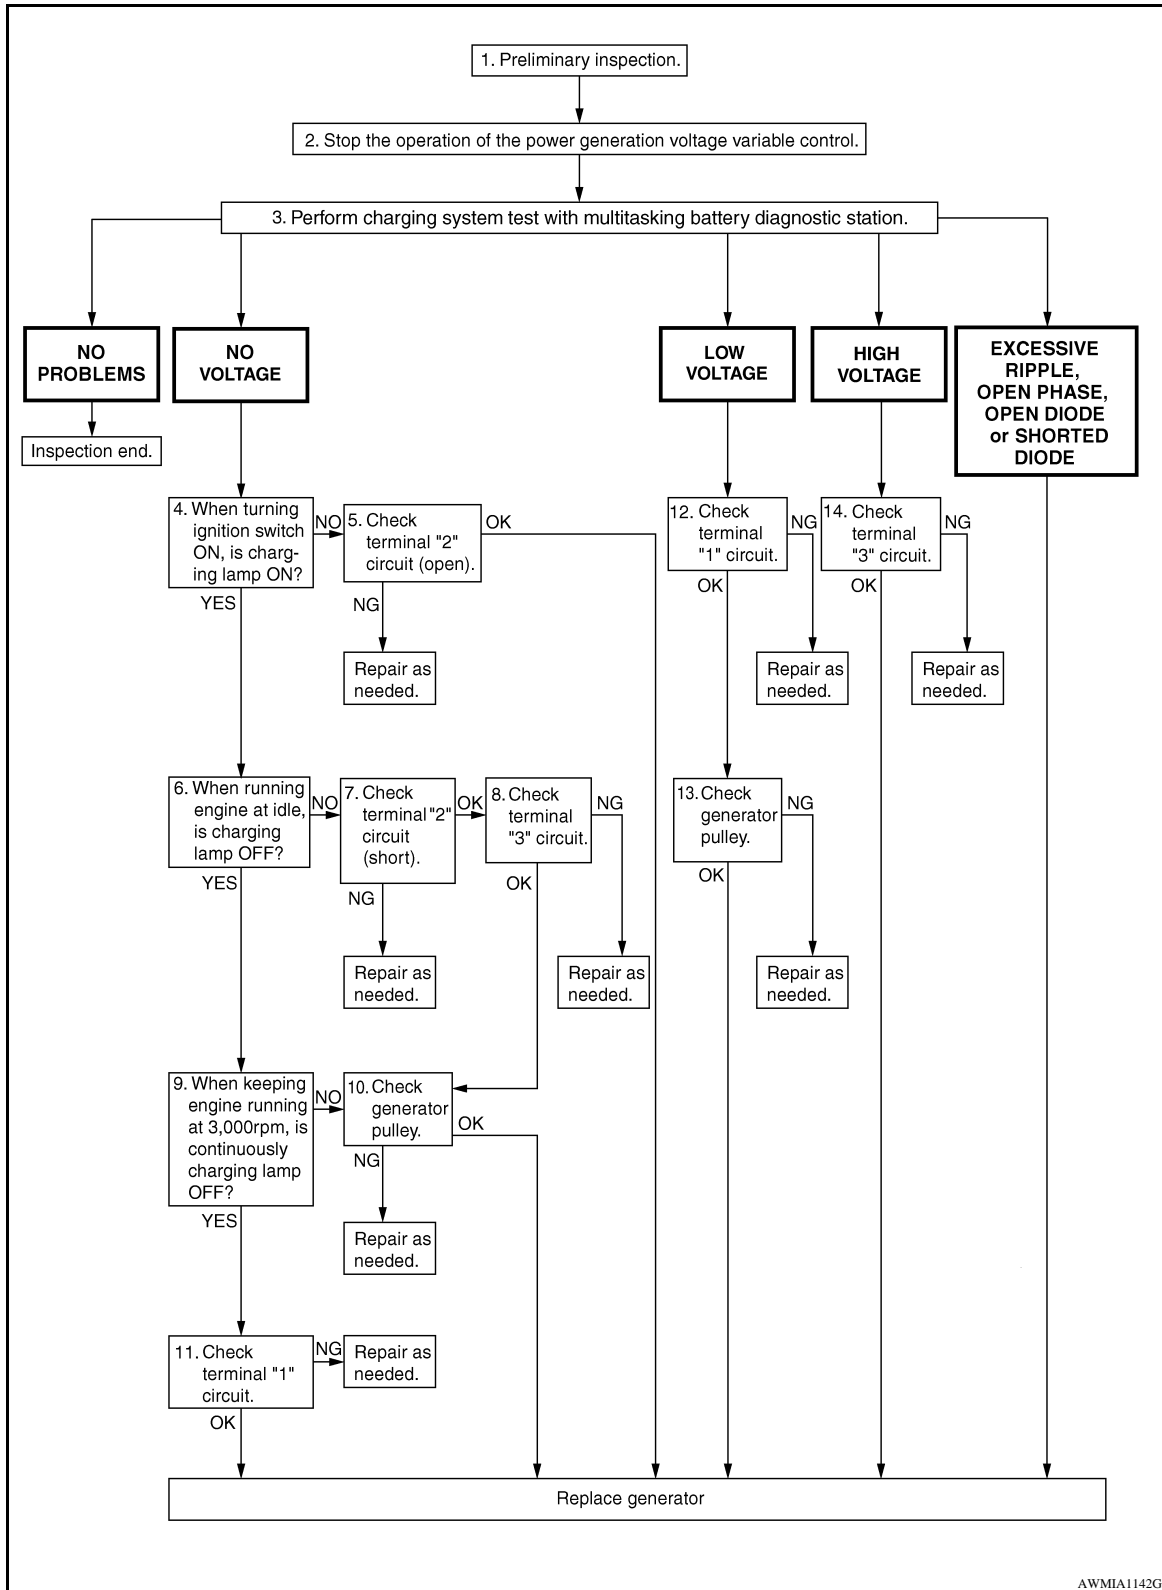 1. Preliminary inspection.
2. Stop the operation of the power generation voltage variable control.
3. Perform charging system test with multitasking battery diagnostic station.
NO
PROBLEMS
NO
VOLTAGE
LOW
VOLTAGE
HIGH
VOLTAGE
EXCESSIVE
RIPPLE,
OPEN PHASE,
OPEN DIODE
or SHORTED
DIODE
Inspection end.
4. When turning
ignition switch
ON, is charg-
ing lamp ON?
NO
YES
5. Check
terminal "2"
circuit (open).
OK
NG
Repair as
needed.
12. Check
terminal
"1" circuit.
NG
OK
Repair as
needed.
14. Check
terminal
"3" circuit.
NG
OK
Repair as
needed.
6. When running
engine at idle,
is charging
lamp OFF?
NO
YES
7. Check
terminal "2"
circuit
(short).
OK
NG
Repair as
needed.
8. Check
terminal
"3" circuit.
NG
OK
Repair as
needed.
13. Check
generator
pulley.
NG
OK
Repair as
needed.
9. When keeping
engine running
at 3,000rpm, is
continuously
charging lamp
OFF?
NO
YES
10. Check
generator
pulley.
OK
NG
Repair as
needed.
11. Check
terminal "1"
circuit.
NG
OK
Repair as
needed.
Replace generator
AWMIA1142G